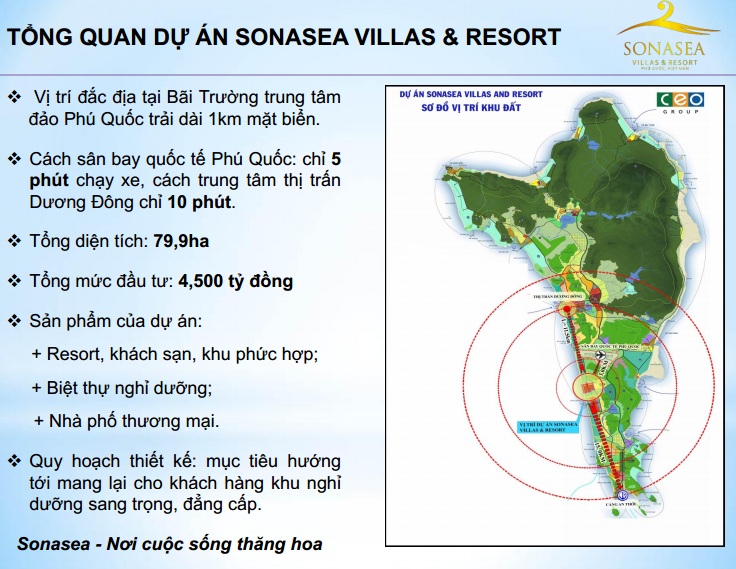 TỔNG QUAN DỰ ÁN SONASEA VILLAS & RESORT
SONASEA
VILLAS & RESORT
PHU QUOC, VIET NAM
❖ Vị trí đắc địa tại Bãi Trường trung tâm
đảo Phú Quốc trải dài 1km mặt biển.
❖ Cách sân bay quốc tế Phú Quốc: chỉ 5
phút chạy xe, cách trung tâm thị trấn
Dương Đông chỉ 10 phút.
❖ Tổng diện tích: 79,9ha
❖ Tổng mức đầu tư: 4,500 tỷ đồng
❖ Sản phẩm của dự án:
+ Resort, khách sạn, khu phức hợp;
+ Biệt thự nghỉ dưỡng;
+ Nhà phố thương mại.
❖ Quy hoạch thiết kế: mục tiêu hướng
tới mang lại cho khách hàng khu nghỉ
dưỡng sang trọng, đẳng cấp.
Sonasea - Nơi cuộc sống thăng hoa
DỰ ÁN SONASEA VILLAS AND RESORT
SƠ ĐỒ VỊ TRÍ KHU ĐẤT
CEO
GROUP
THỊ TRẤN DƯƠNG ĐÔNG
SÂN BAY QUỐC TẾ PHÚ QUỐC
VỊ TRÍ DỰ ÁN SONASEA
VILLAS & RESORT
CẢNG AN THỚI